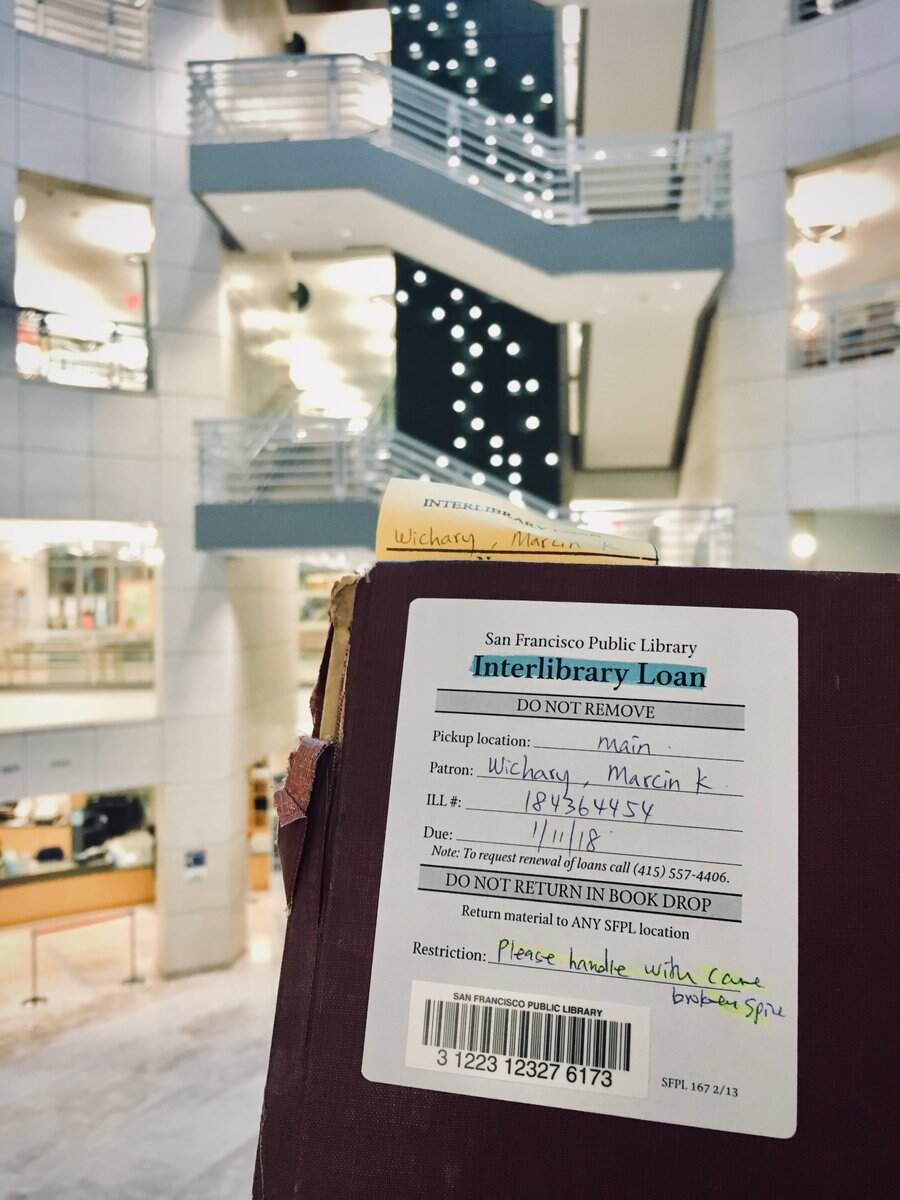 INTERLIBRARY
Wichary, Marcin K
San Francisco Public Library
Interlibrary Loan
DO NOT REMOVE
Pickup location: main
Patron: Wichary, Marcin K
ILL #: 184364454
Due: 1/11/18
Note: To request renewal of loans call (415) 557-4406.
DO NOT RETURN IN BOOK DROP
Return material to ANY SFPL location
Restriction: Please handle with care
broken spine
SAN FRANCISCO PUBLIC LIBRARY
3 1223 12327 6173
SFPL 167 2/13